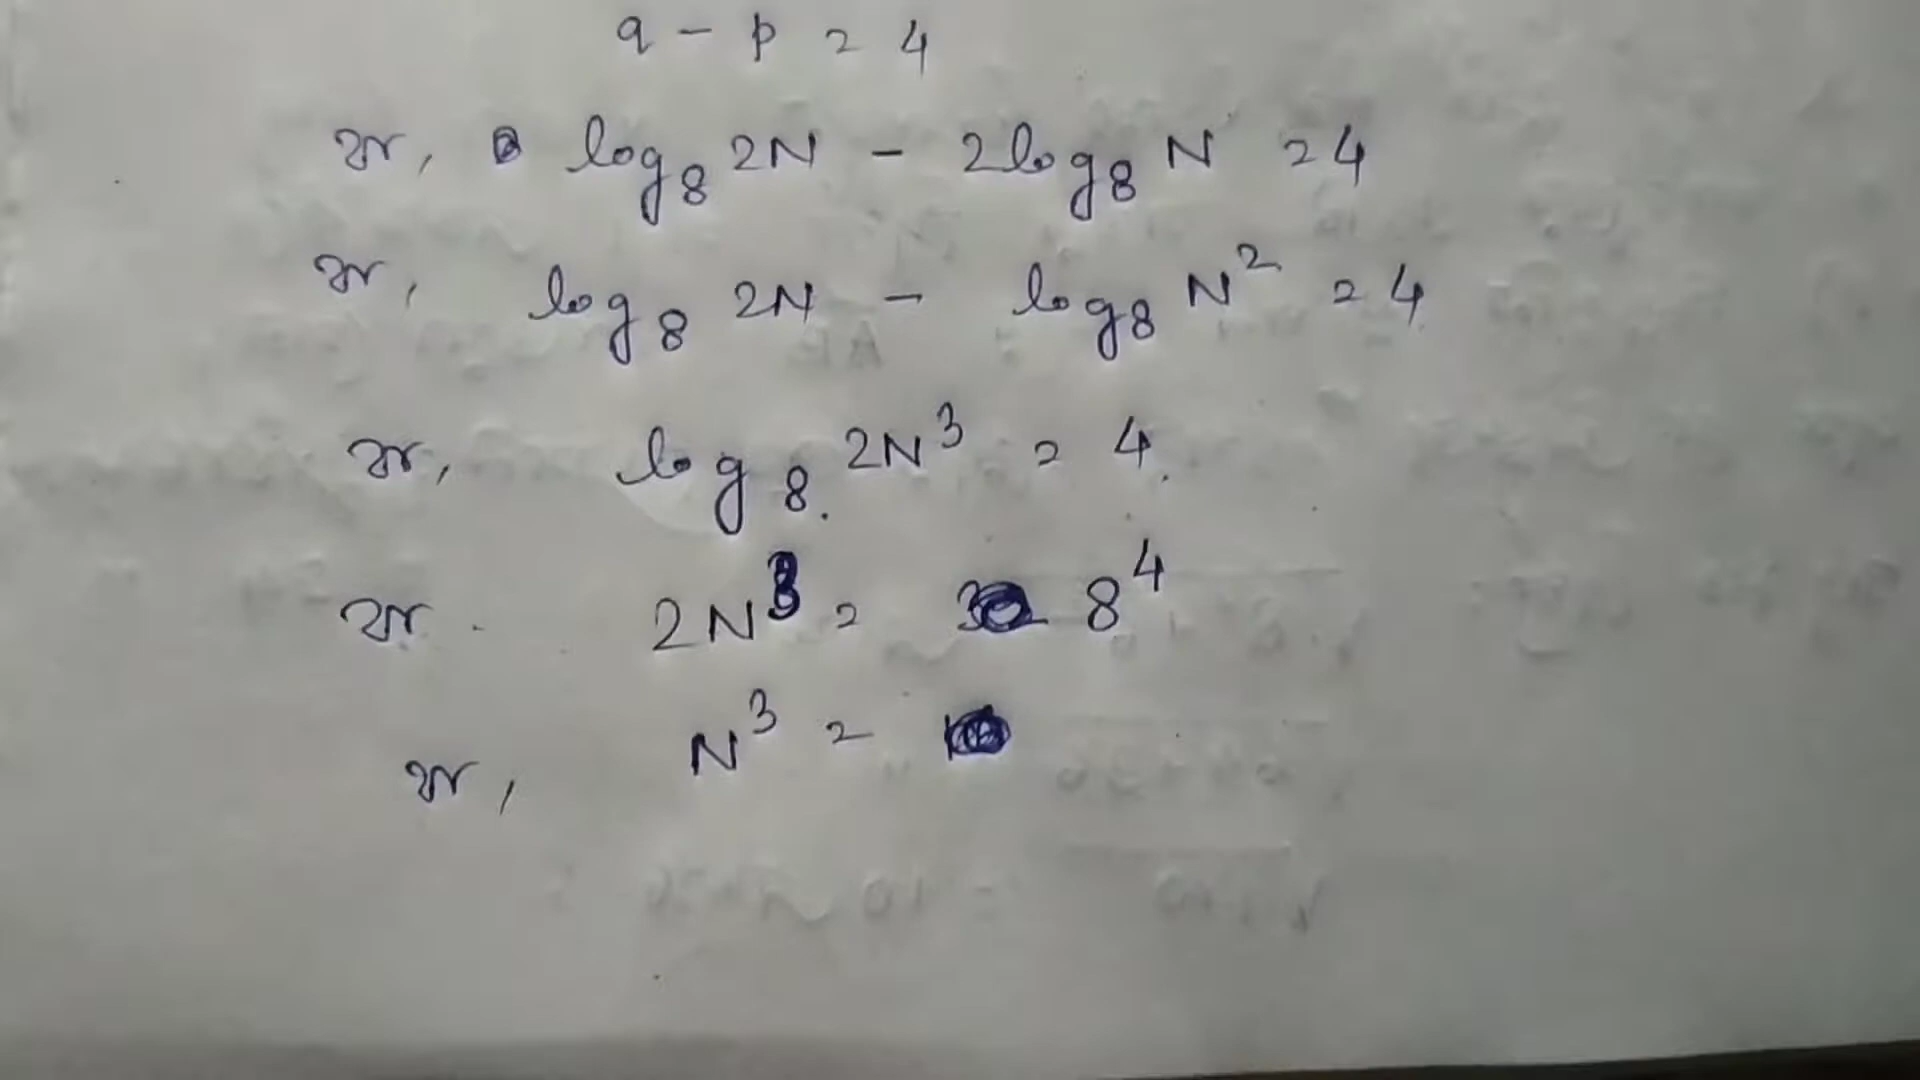 q - p = 4
বা, log₈ 2N - 2log₈ N = 4
বা, log₈ 2N - log₈ N² = 4
বা, log₈ 2N³ = 4
বা 2N³ = 8⁴
বা, N³ =